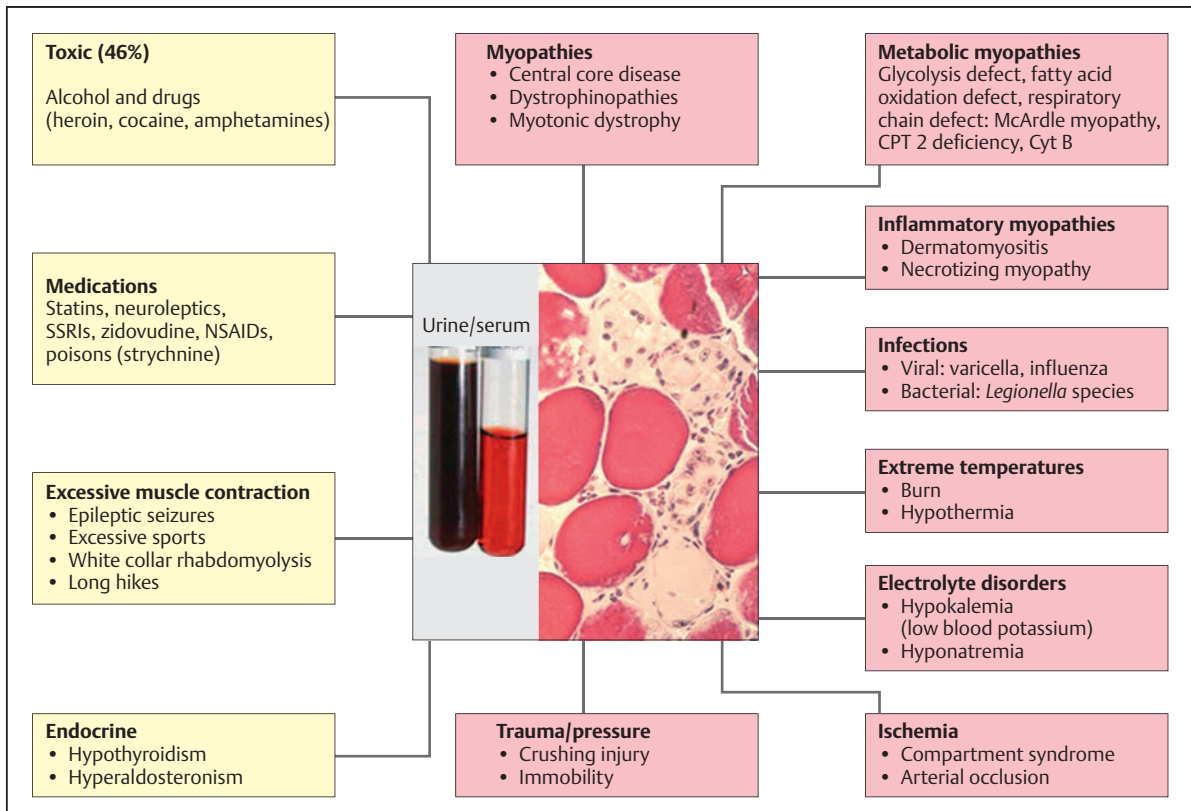 Toxic (46%)
Alcohol and drugs
(heroin, cocaine, amphetamines)
Myopathies
• Central core disease
• Dystrophinopathies
• Myotonic dystrophy
Metabolic myopathies
Glycolysis defect, fatty acid
oxidation defect, respiratory
chain defect: McArdle myopathy,
CPT 2 deficiency, Cyt B
Medications
Statins, neuroleptics,
SSRIs, zidovudine, NSAIDs,
poisons (strychnine)
Urine/serum
Inflammatory myopathies
• Dermatomyositis
• Necrotizing myopathy
Infections
• Viral: varicella, influenza
• Bacterial: Legionella species
Excessive muscle contraction
• Epileptic seizures
• Excessive sports
• White collar rhabdomyolysis
• Long hikes
Extreme temperatures
• Burn
• Hypothermia
Electrolyte disorders
• Hypokalemia
(low blood potassium)
• Hyponatremia
Endocrine
• Hypothyroidism
• Hyperaldosteronism
Trauma/pressure
• Crushing injury
• Immobility
Ischemia
• Compartment syndrome
• Arterial occlusion